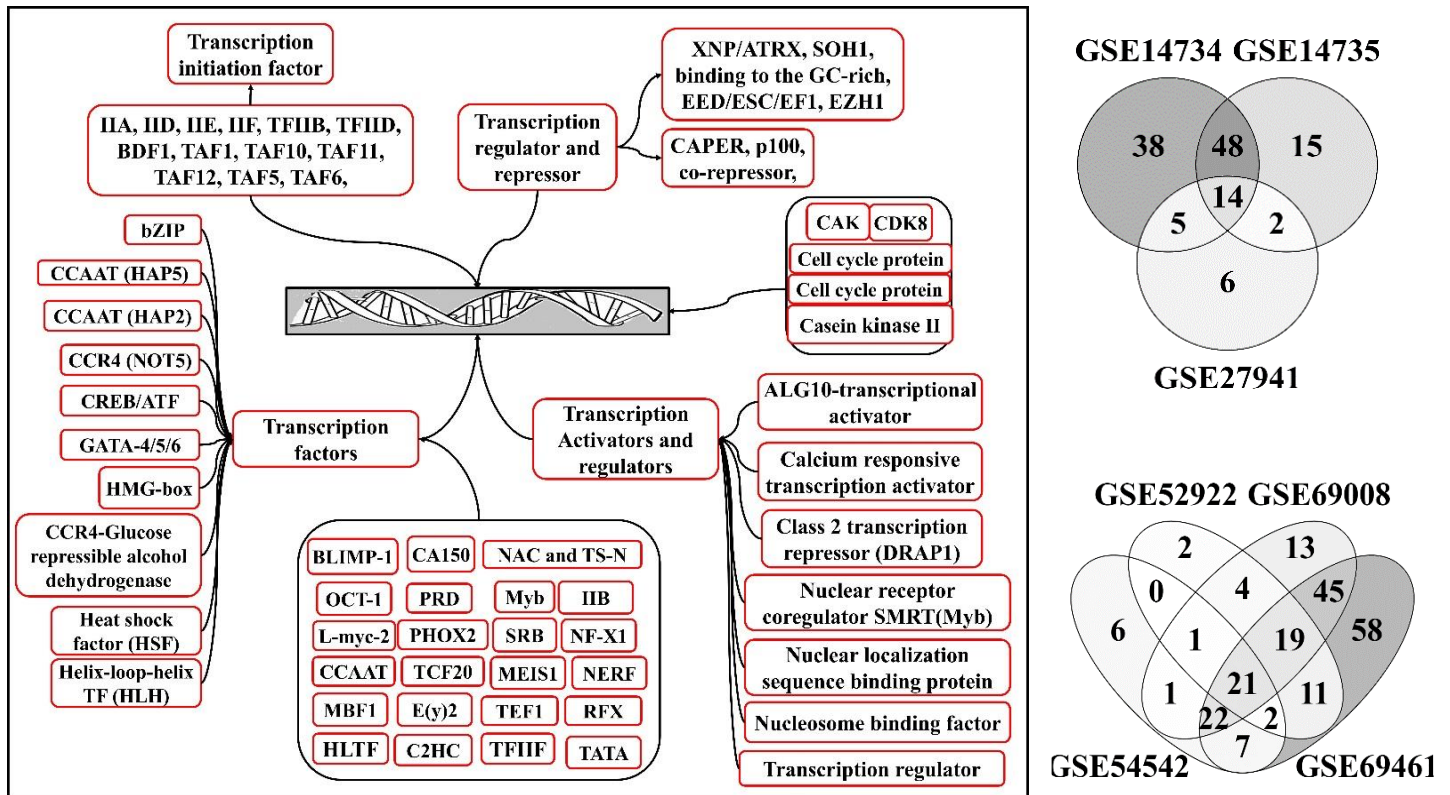 Transcription
initiation factor
IIA, IID, IIE, IIF, TFIIB, TFIID,
BDF1, TAF1, TAF10, TAF11,
TAF12, TAF5, TAF6,
Transcription
regulator and
repressor
XNP/ATRX, SOH1,
binding to the GC-rich,
EED/ESC/EF1, EZH1
CAPER, p100,
co-repressor,
CAK
CDK8
Cell cycle protein
Cell cycle protein
Casein kinase II
bZIP
CCAAT (HAP5)
CCAAT (HAP2)
CCR4 (NOT5)
CREB/ATF
GATA-4/5/6
HMG-box
CCR4-Glucose
repressible alcohol
dehydrogenase
Heat shock
factor (HSF)
Helix-loop-helix
TF (HLH)
Transcription
factors
Transcription
Activators and
regulators
BLIMP-1
CA150
NAC and TS-N
OCT-1
PRD
Myb
IIB
L-myc-2
PHOX2
SRB
NF-X1
CCAAT
TCF20
MEIS1
NERF
MBF1
E(y)2
TEF1
RFX
HLTF
C2HC
TFIIF
TATA
ALG10-transcriptional
activator
Calcium responsive
transcription activator
Class 2 transcription
repressor (DRAP1)
Nuclear receptor
coregulator SMRT(Myb)
Nuclear localization
sequence binding protein
Nucleosome binding factor
Transcription regulator
GSE14734 GSE14735
38
48
15
14
5
2
6
GSE27941
GSE52922 GSE69008
2
13
0
4
45
6
1
19
58
1
21
11
22
2
7
GSE54542
GSE69461